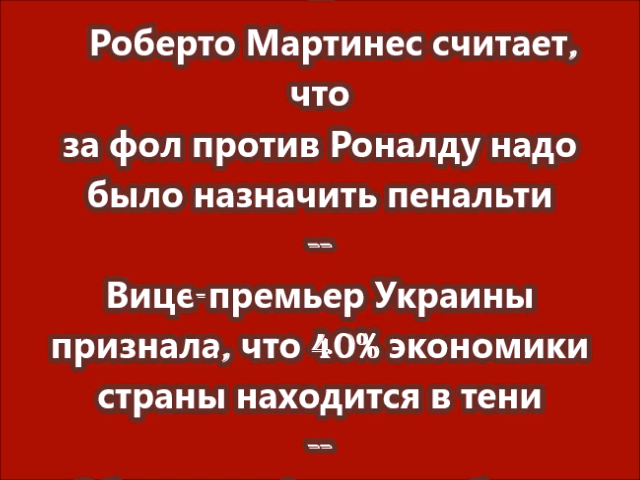 Роберто Мартинес считает,
что
за фол против Роналду надо
было назначить пенальти
--
Вице-премьер Украины
признала, что 40% экономики
страны находится в тени
--